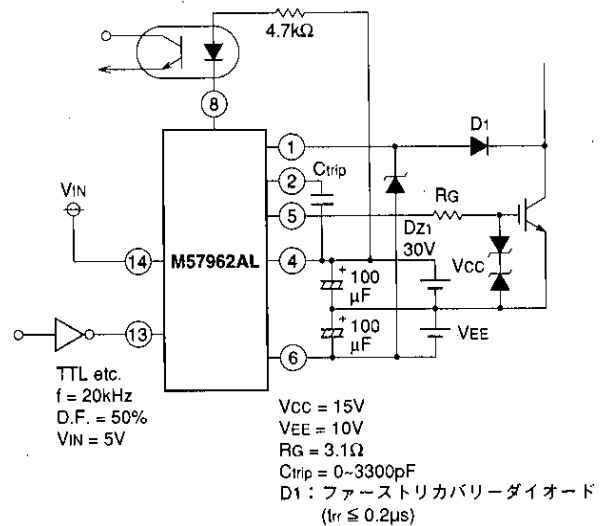 4.7kΩ
8
1
D1
2
Ctrip
VIN
5
RG
DZ1
30V
14
M57962AL
4
+
100
µF
VCC
13
+
100
µF
VEE
6
TTL etc.
f = 20kHz
D.F. = 50%
VIN = 5V
VCC = 15V
VEE = 10V
RG = 3.1Ω
Ctrip = 0~3300pF
D1：ファーストリカバリーダイオード
(trr ≦ 0.2µs)